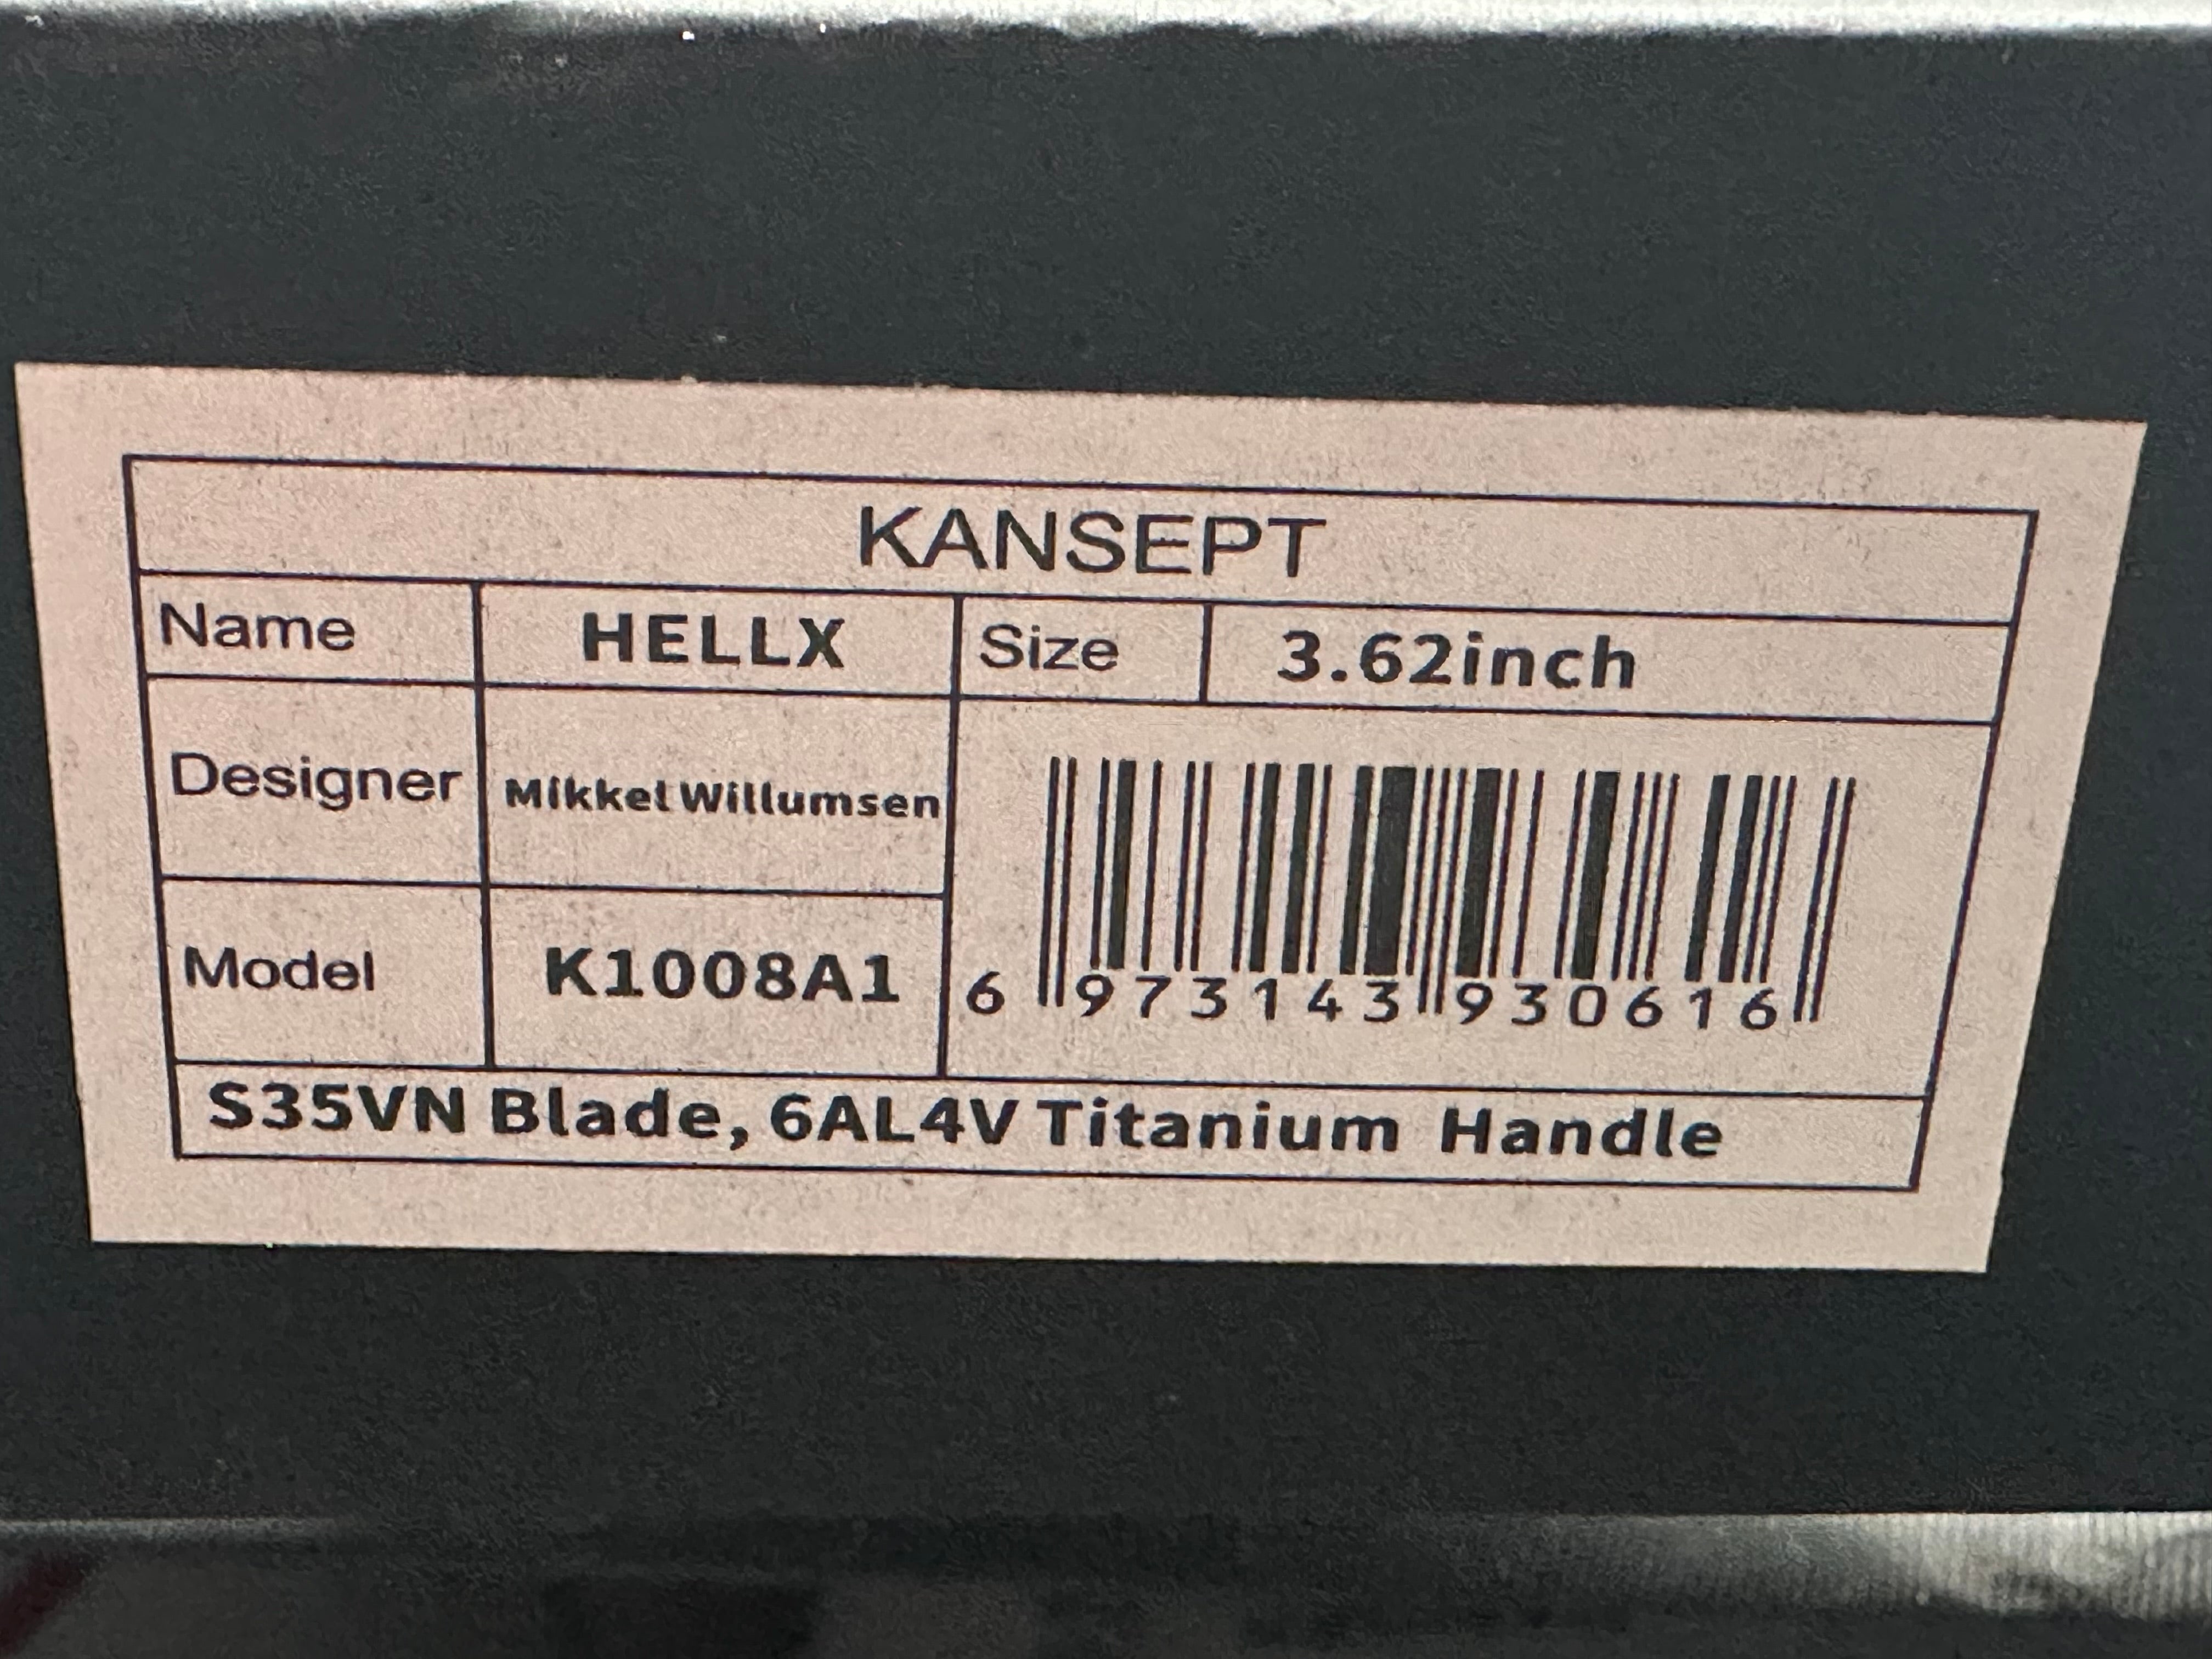 KANSEPT
Name HELLX Size 3.62inch
Designer Mikkel Willumsen
Model K1008A1
6 973143 930616
S35VN Blade, 6AL4V Titanium Handle